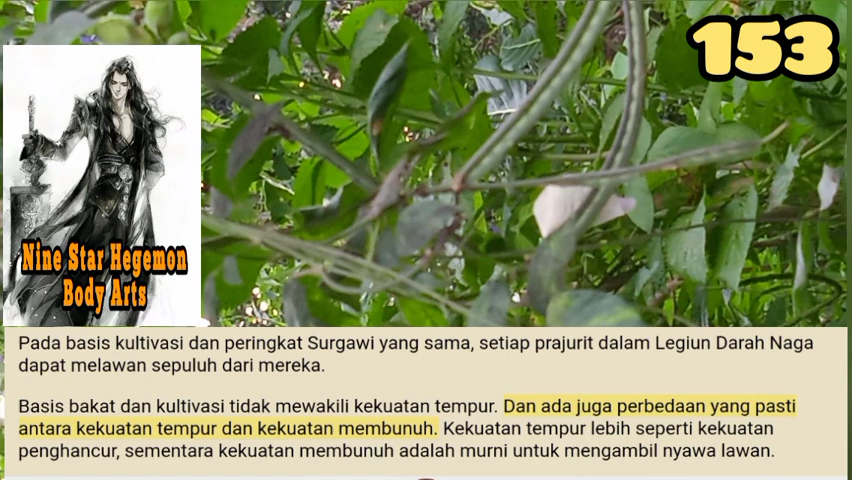 153
Nine Star Hegemon
Body Arts
Pada basis kultivasi dan peringkat Surgawi yang sama, setiap prajurit dalam Legiun Darah Naga
dapat melawan sepuluh dari mereka.
Basis bakat dan kultivasi tidak mewakili kekuatan tempur. Dan ada juga perbedaan yang pasti
antara kekuatan tempur dan kekuatan membunuh. Kekuatan tempur lebih seperti kekuatan
penghancur, sementara kekuatan membunuh adalah murni untuk mengambil nyawa lawan.